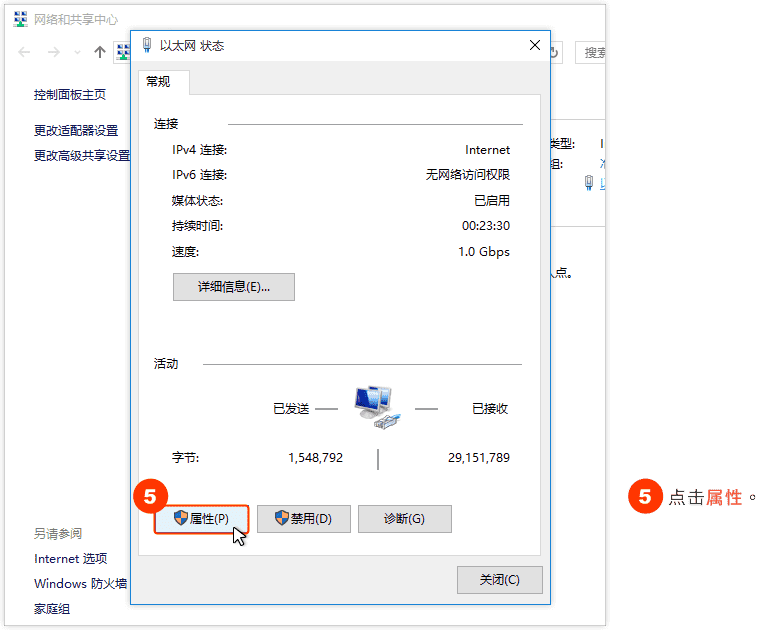 网络和共享中心
以太网 状态
搜索
常规
控制面板主页
更改适配器设置
更改高级共享设置
连接
IPv4 连接: Internet
IPv6 连接: 无网络访问权限
媒体状态: 已启用
持续时间: 00:23:30
速度: 1.0 Gbps
详细信息(E)...
类型:
组:
入点。
活动
已发送 已接收
字节: 1,548,792 29,151,789
5
属性(P) 禁用(D) 诊断(G)
关闭(C)
另请参阅
Internet 选项
Windows 防火墙
家庭组
5 点击属性。